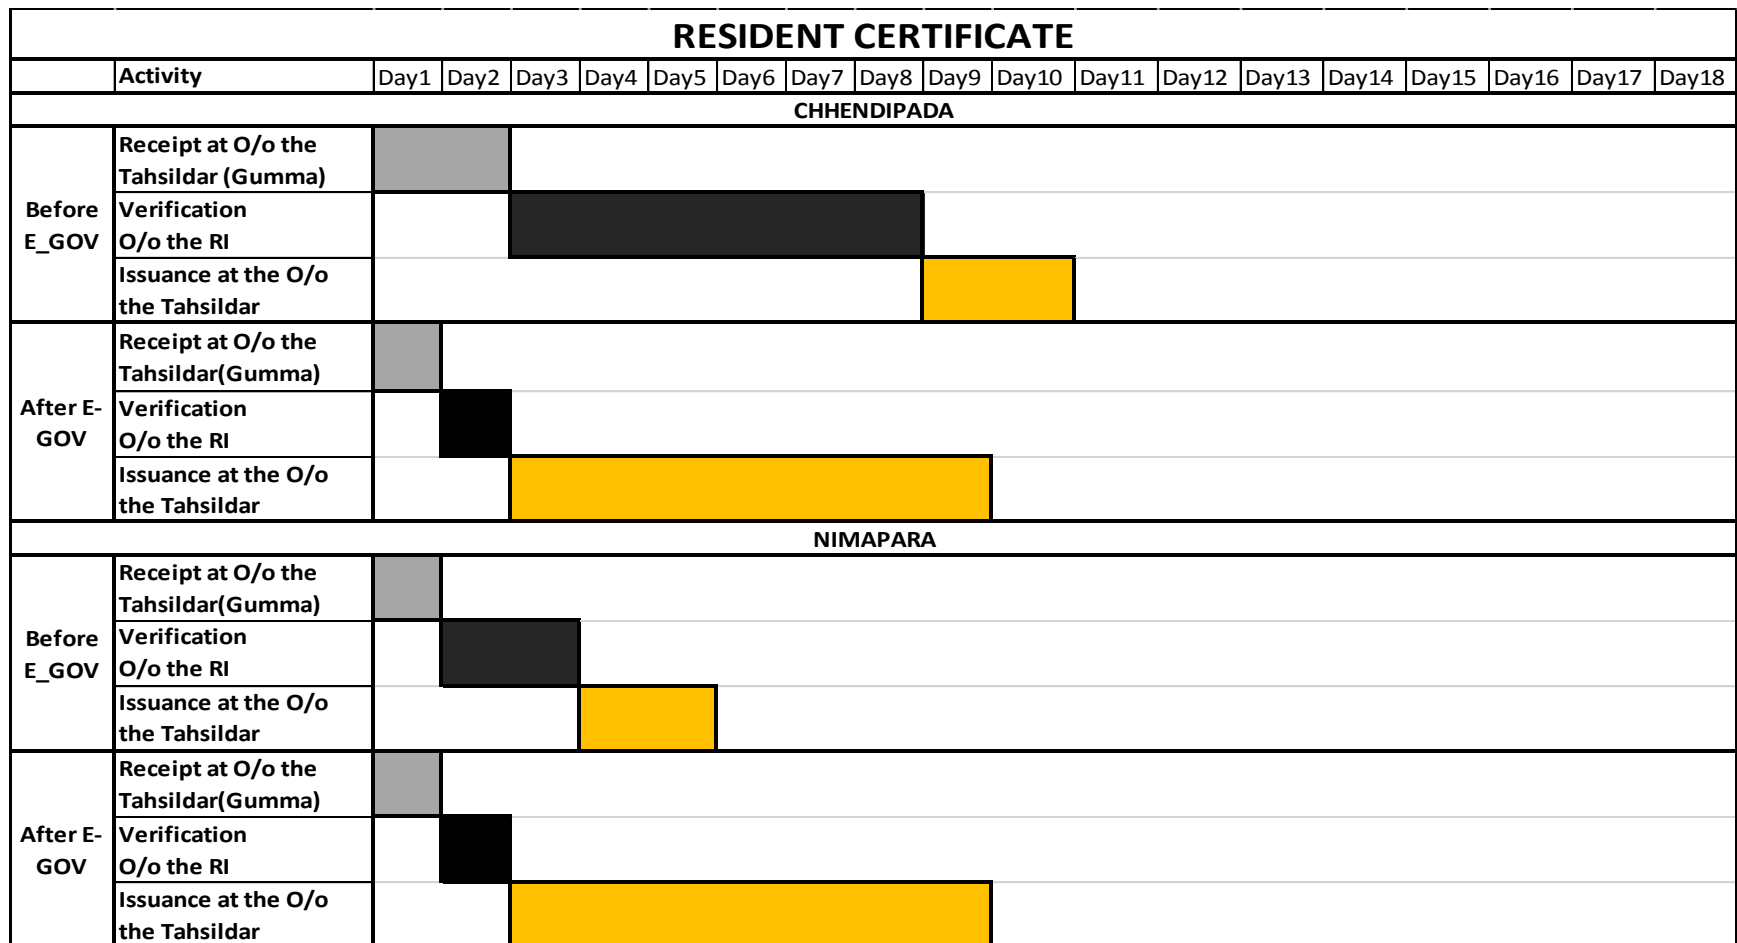 RESIDENT CERTIFICATE
Activity Day1 Day2 Day3 Day4 Day5 Day6 Day7 Day8 Day9 Day10 Day11 Day12 Day13 Day14 Day15 Day16 Day17 Day18
CHHENDIPADA
Before
E_GOV
Receipt at O/o the
Tahsildar (Gumma)
Verification
O/o the RI
Issuance at the O/o
the Tahsildar
After E-
GOV
Receipt at O/o the
Tahsildar(Gumma)
Verification
O/o the RI
Issuance at the O/o
the Tahsildar
NIMAPARA
Before
E_GOV
Receipt at O/o the
Tahsildar(Gumma)
Verification
O/o the RI
Issuance at the O/o
the Tahsildar
After E-
GOV
Receipt at O/o the
Tahsildar(Gumma)
Verification
O/o the RI
Issuance at the O/o
the Tahsildar